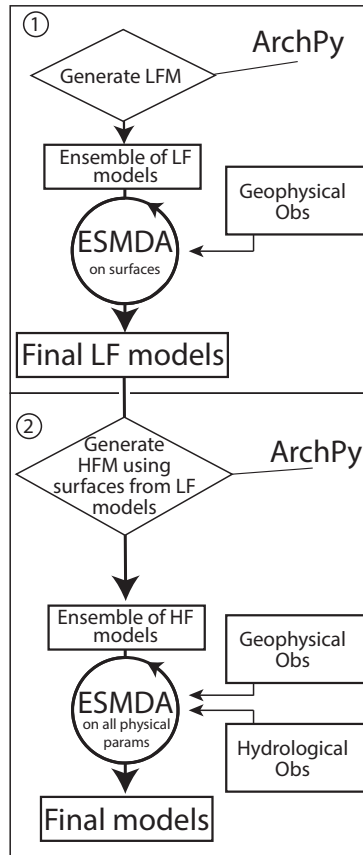 1
ArchPy
Generate LFM
Ensemble of LF
models
Geophysical
Obs
ESMDA
on surfaces
Final LF models
2
Generate
HFM using
surfaces from LF
models
ArchPy
Ensemble of HF
models
Geophysical
Obs
ESMDA
on all physical
params
Hydrological
Obs
Final models